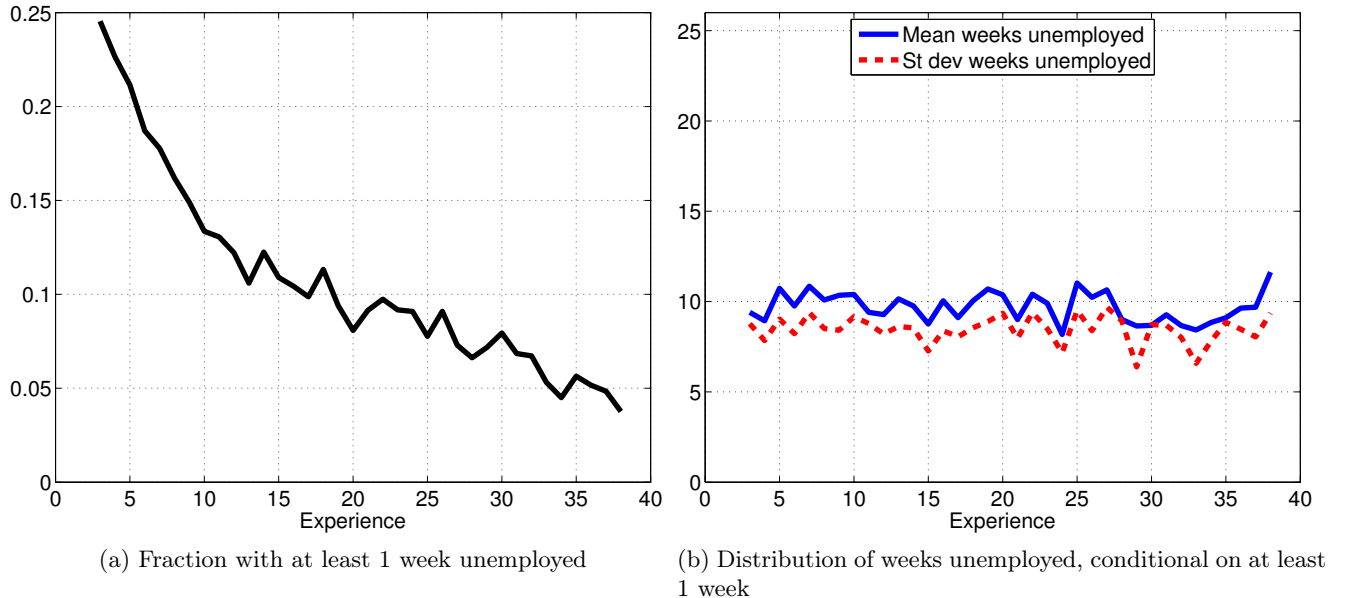 0.25
0.2
0.15
0.1
0.05
0
0 5 10 15 20 25 30 35 40
Experience
(a) Fraction with at least 1 week unemployed
Mean weeks unemployed
St dev weeks unemployed
25
20
15
10
5
0
0 5 10 15 20 25 30 35 40
Experience
(b) Distribution of weeks unemployed, conditional on at least
1 week